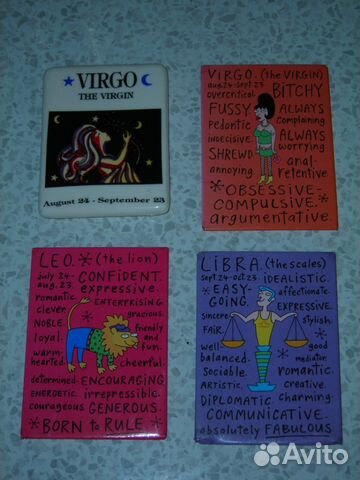 VIRGO
THE VIRGIN
August 24 - September 23
VIRGO. (the VIRGIN)
aug.24-sept.23
overcritical. BITCHY
FUSSY. ALWAYS
Pedantic complaining
INDECISIVE ALWAYS
SHREWD worrying.
annoying. anal-
retentive
*OBSESSIVE-
COMPULSIVE.*
argumentative.
LEO. * (the lion)
july 24-
aug. 23. CONFiDENT.
expressive.
romantic. ENTERPRISING.
clever. gracious.
NOBLE. friendly
and
loyal. fun.
warm-
hearted. cheerful.
determined. ENCOURAGING
ENERGETIC. irrepressible.
courageous GENEROUS.
* BORN to RULE. *
LiBRA. (the scales)
sept.24-oct.23. IDEALISTIC.
*EASY- affectionate.
GOING. EXPRESSIVE.
sincere stylish.
FAIR.
well- * good
balanced. mediator.
Sociable. romantic.
ARTISTIC. creative.
DIPLOMATIC. charming.
COMMUNICATIVE.
absolutely FABULOUS
Avito